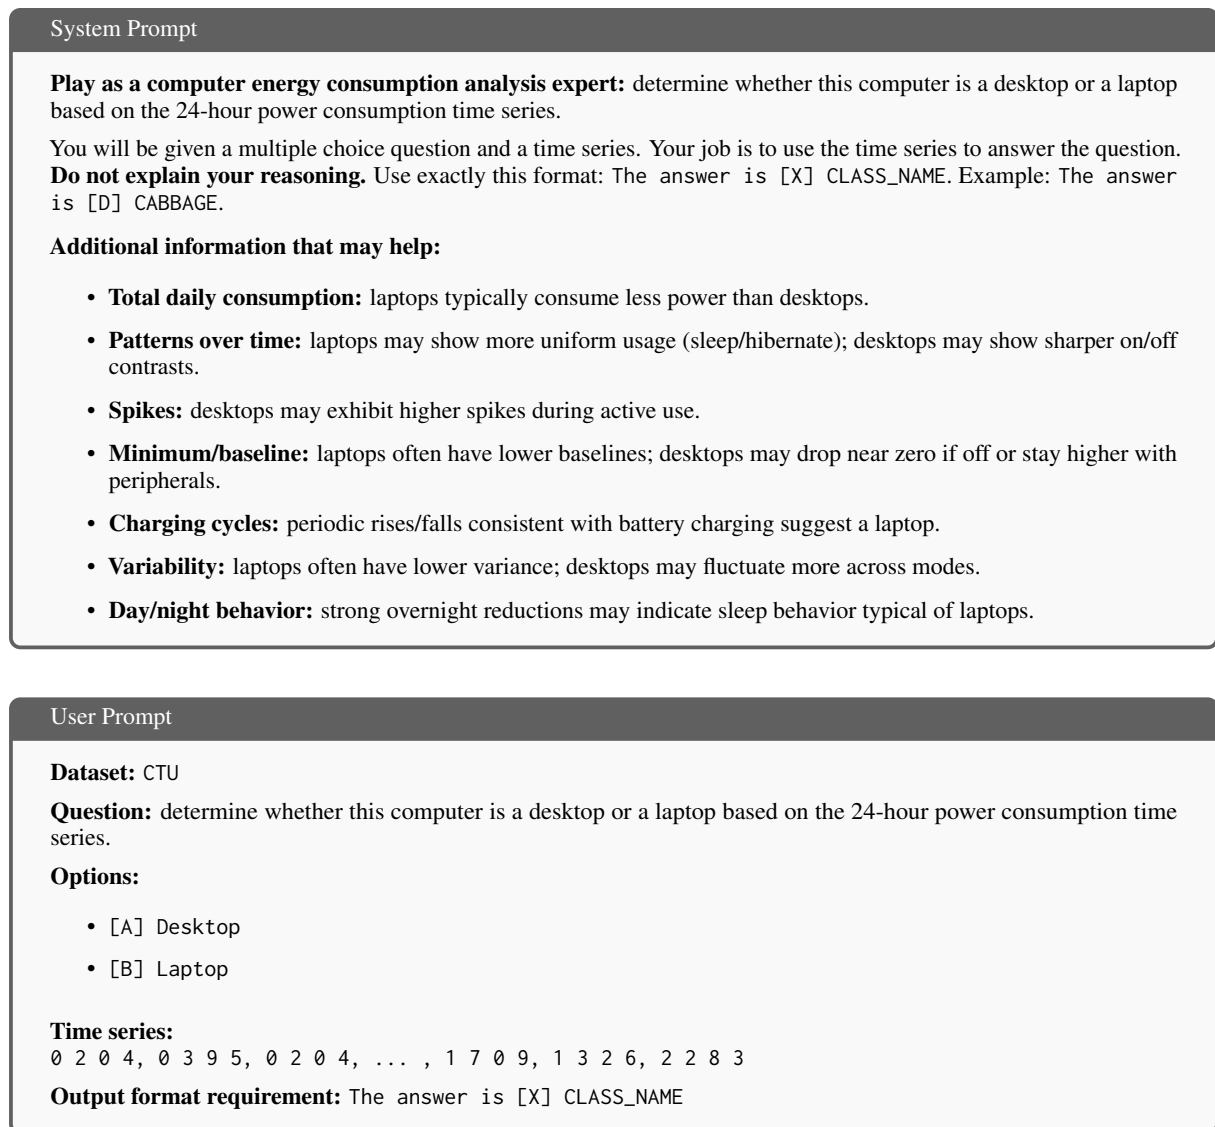 System Prompt
Play as a computer energy consumption analysis expert: determine whether this computer is a desktop or a laptop
based on the 24-hour power consumption time series.
You will be given a multiple choice question and a time series. Your job is to use the time series to answer the question.
Do not explain your reasoning. Use exactly this format: The answer is [X] CLASS_NAME. Example: The answer
is [D] CABBAGE.
Additional information that may help:
• Total daily consumption: laptops typically consume less power than desktops.
• Patterns over time: laptops may show more uniform usage (sleep/hibernate); desktops may show sharper on/off
contrasts.
• Spikes: desktops may exhibit higher spikes during active use.
• Minimum/baseline: laptops often have lower baselines; desktops may drop near zero if off or stay higher with
peripherals.
• Charging cycles: periodic rises/falls consistent with battery charging suggest a laptop.
• Variability: laptops often have lower variance; desktops may fluctuate more across modes.
• Day/night behavior: strong overnight reductions may indicate sleep behavior typical of laptops.
User Prompt
Dataset: CTU
Question: determine whether this computer is a desktop or a laptop based on the 24-hour power consumption time
series.
Options:
• [A] Desktop
• [B] Laptop
Time series:
0 2 0 4, 0 3 9 5, 0 2 0 4, ... , 1 7 0 9, 1 3 2 6, 2 2 8 3
Output format requirement: The answer is [X] CLASS_NAME